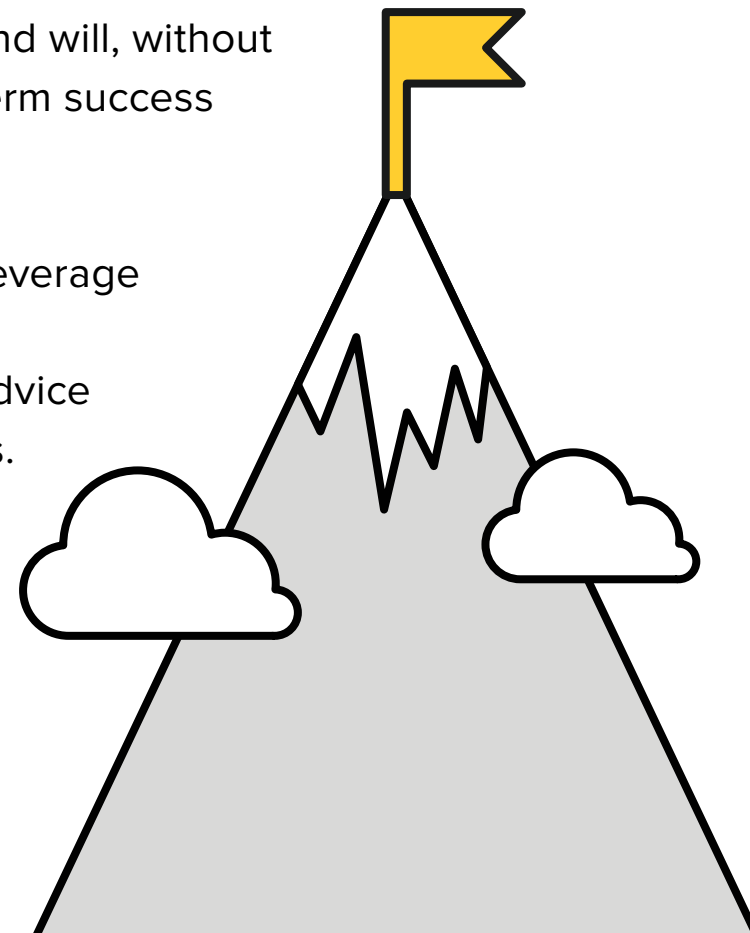 nd will, without
erm success
everage
dvice
s.